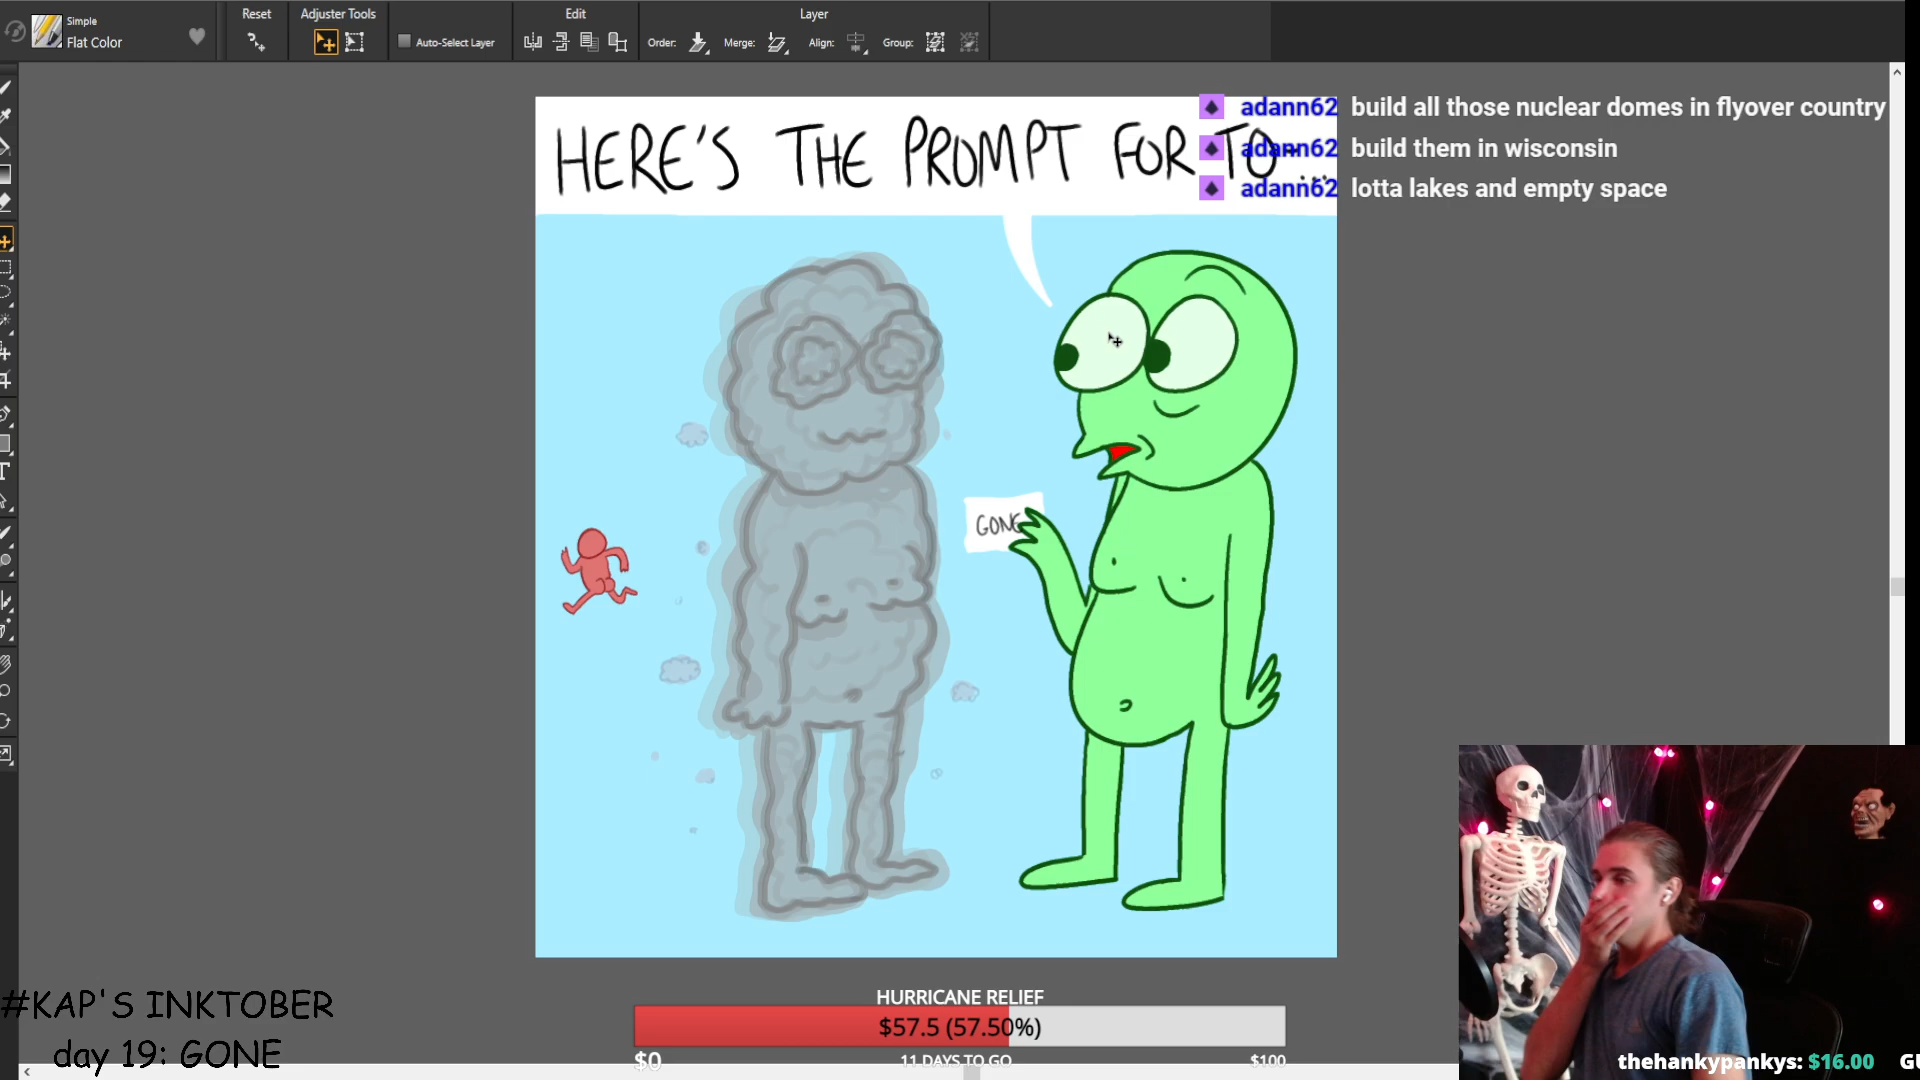 Reset
Adjuster Tools
Edit
Layer
Simple
Flat Color
Auto-Select Layer
Order:
Merge:
Align:
Group:
HERE'S THE PROMPT FOR TO-...
adann62 build all those nuclear domes in flyover country
adann62 build them in wisconsin
adann62 lotta lakes and empty space
GONE
#KAP'S INKTOBER
day 19: GONE
HURRICANE RELIEF
$57.5 (57.50%)
$0
11 DAYS TO GO
$100
thehankypankys: $16.00